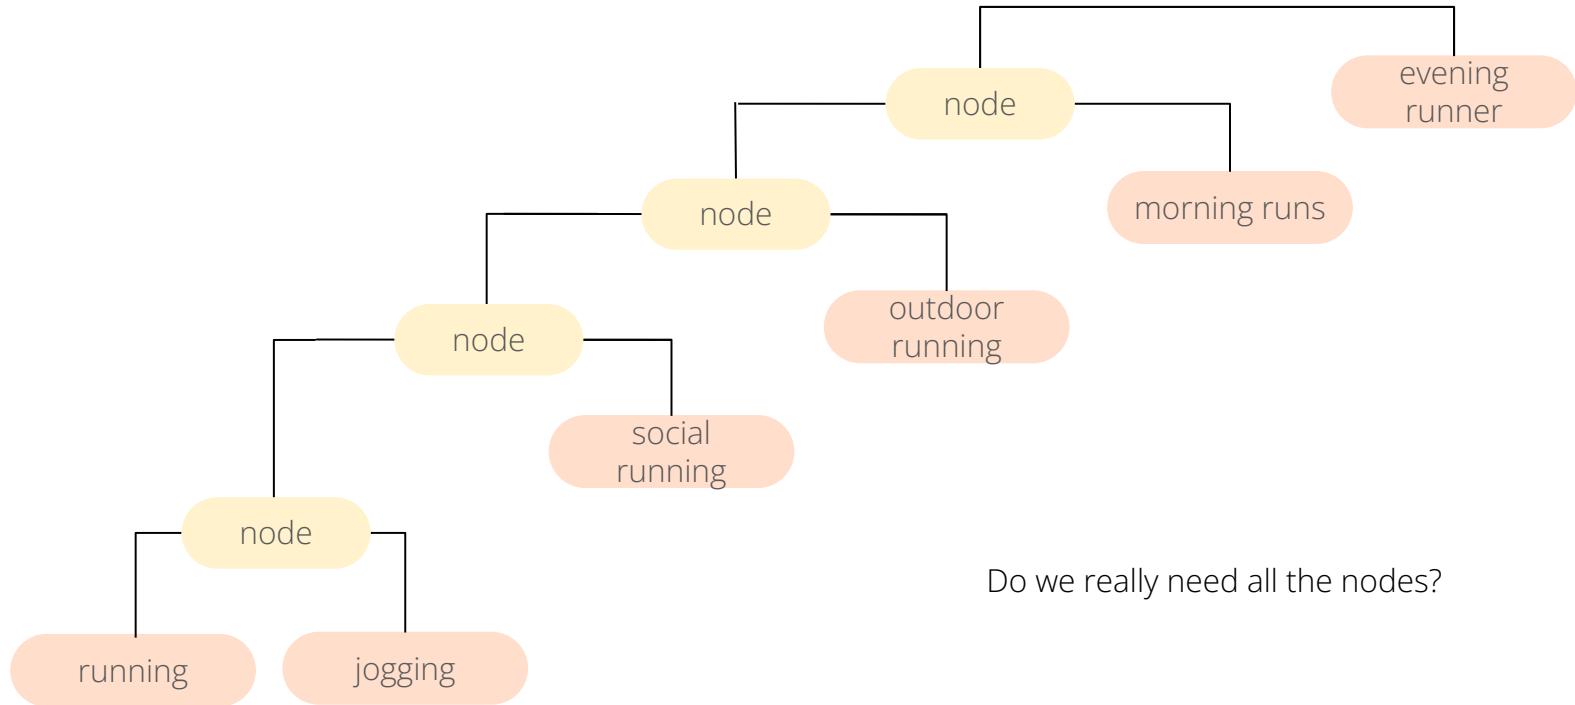 evening
runner
node
morning runs
node
outdoor
running
node
social
running
node
Do we really need all the nodes?
running
jogging